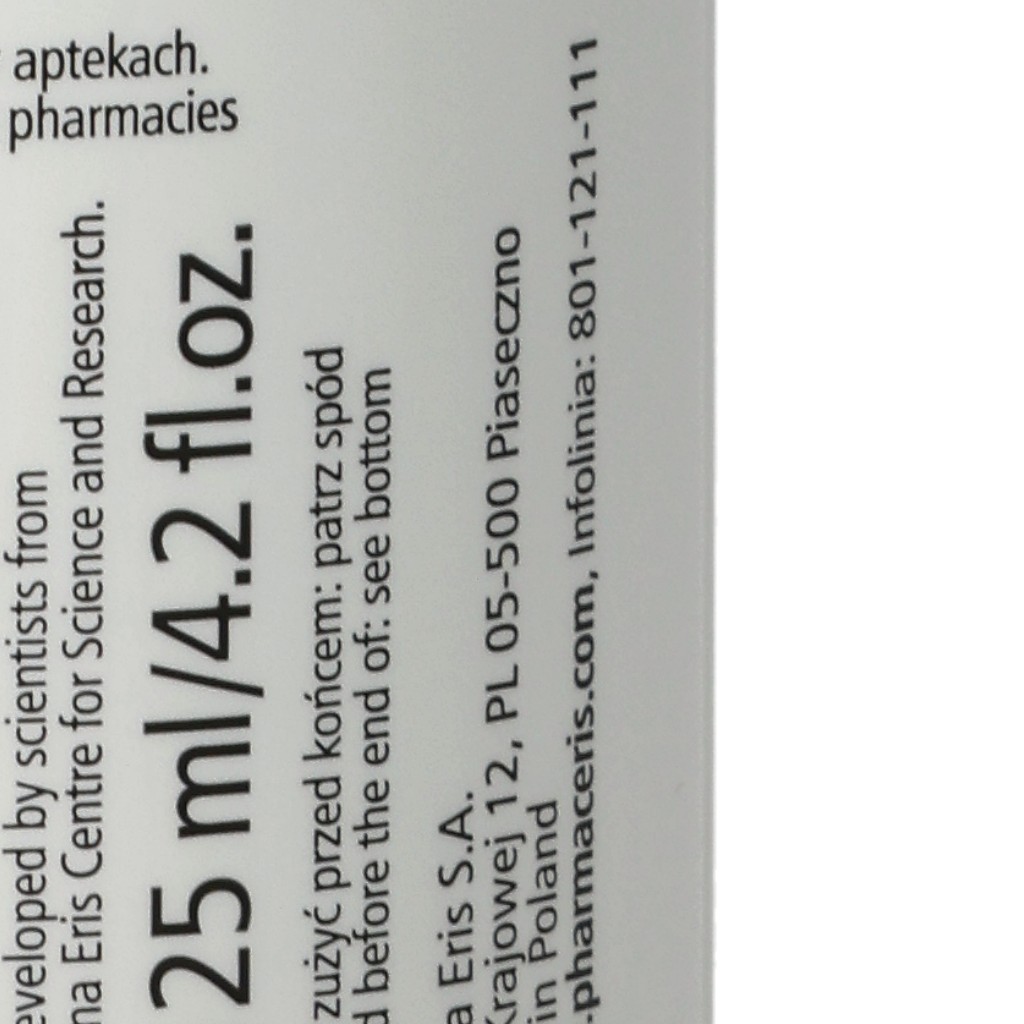 aptekach.
pharmacies
eveloped by scientists from
na Eris Centre for Science and Research.
25 ml/4.2 fl.oz.
zużyć przed końcem: patrz spód
d before the end of: see bottom
a Eris S.A.
Krajowej 12, PL 05-500 Piaseczno
in Poland
.pharmaceris.com, Infolinia: 801-121-111